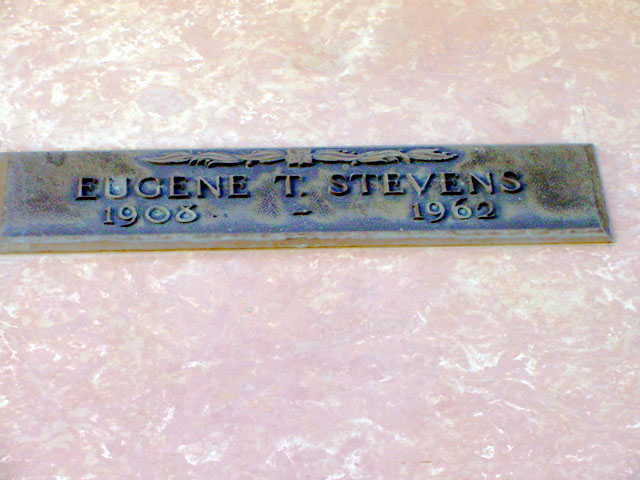 EUGENE T. STEVENS
1908 - 1962